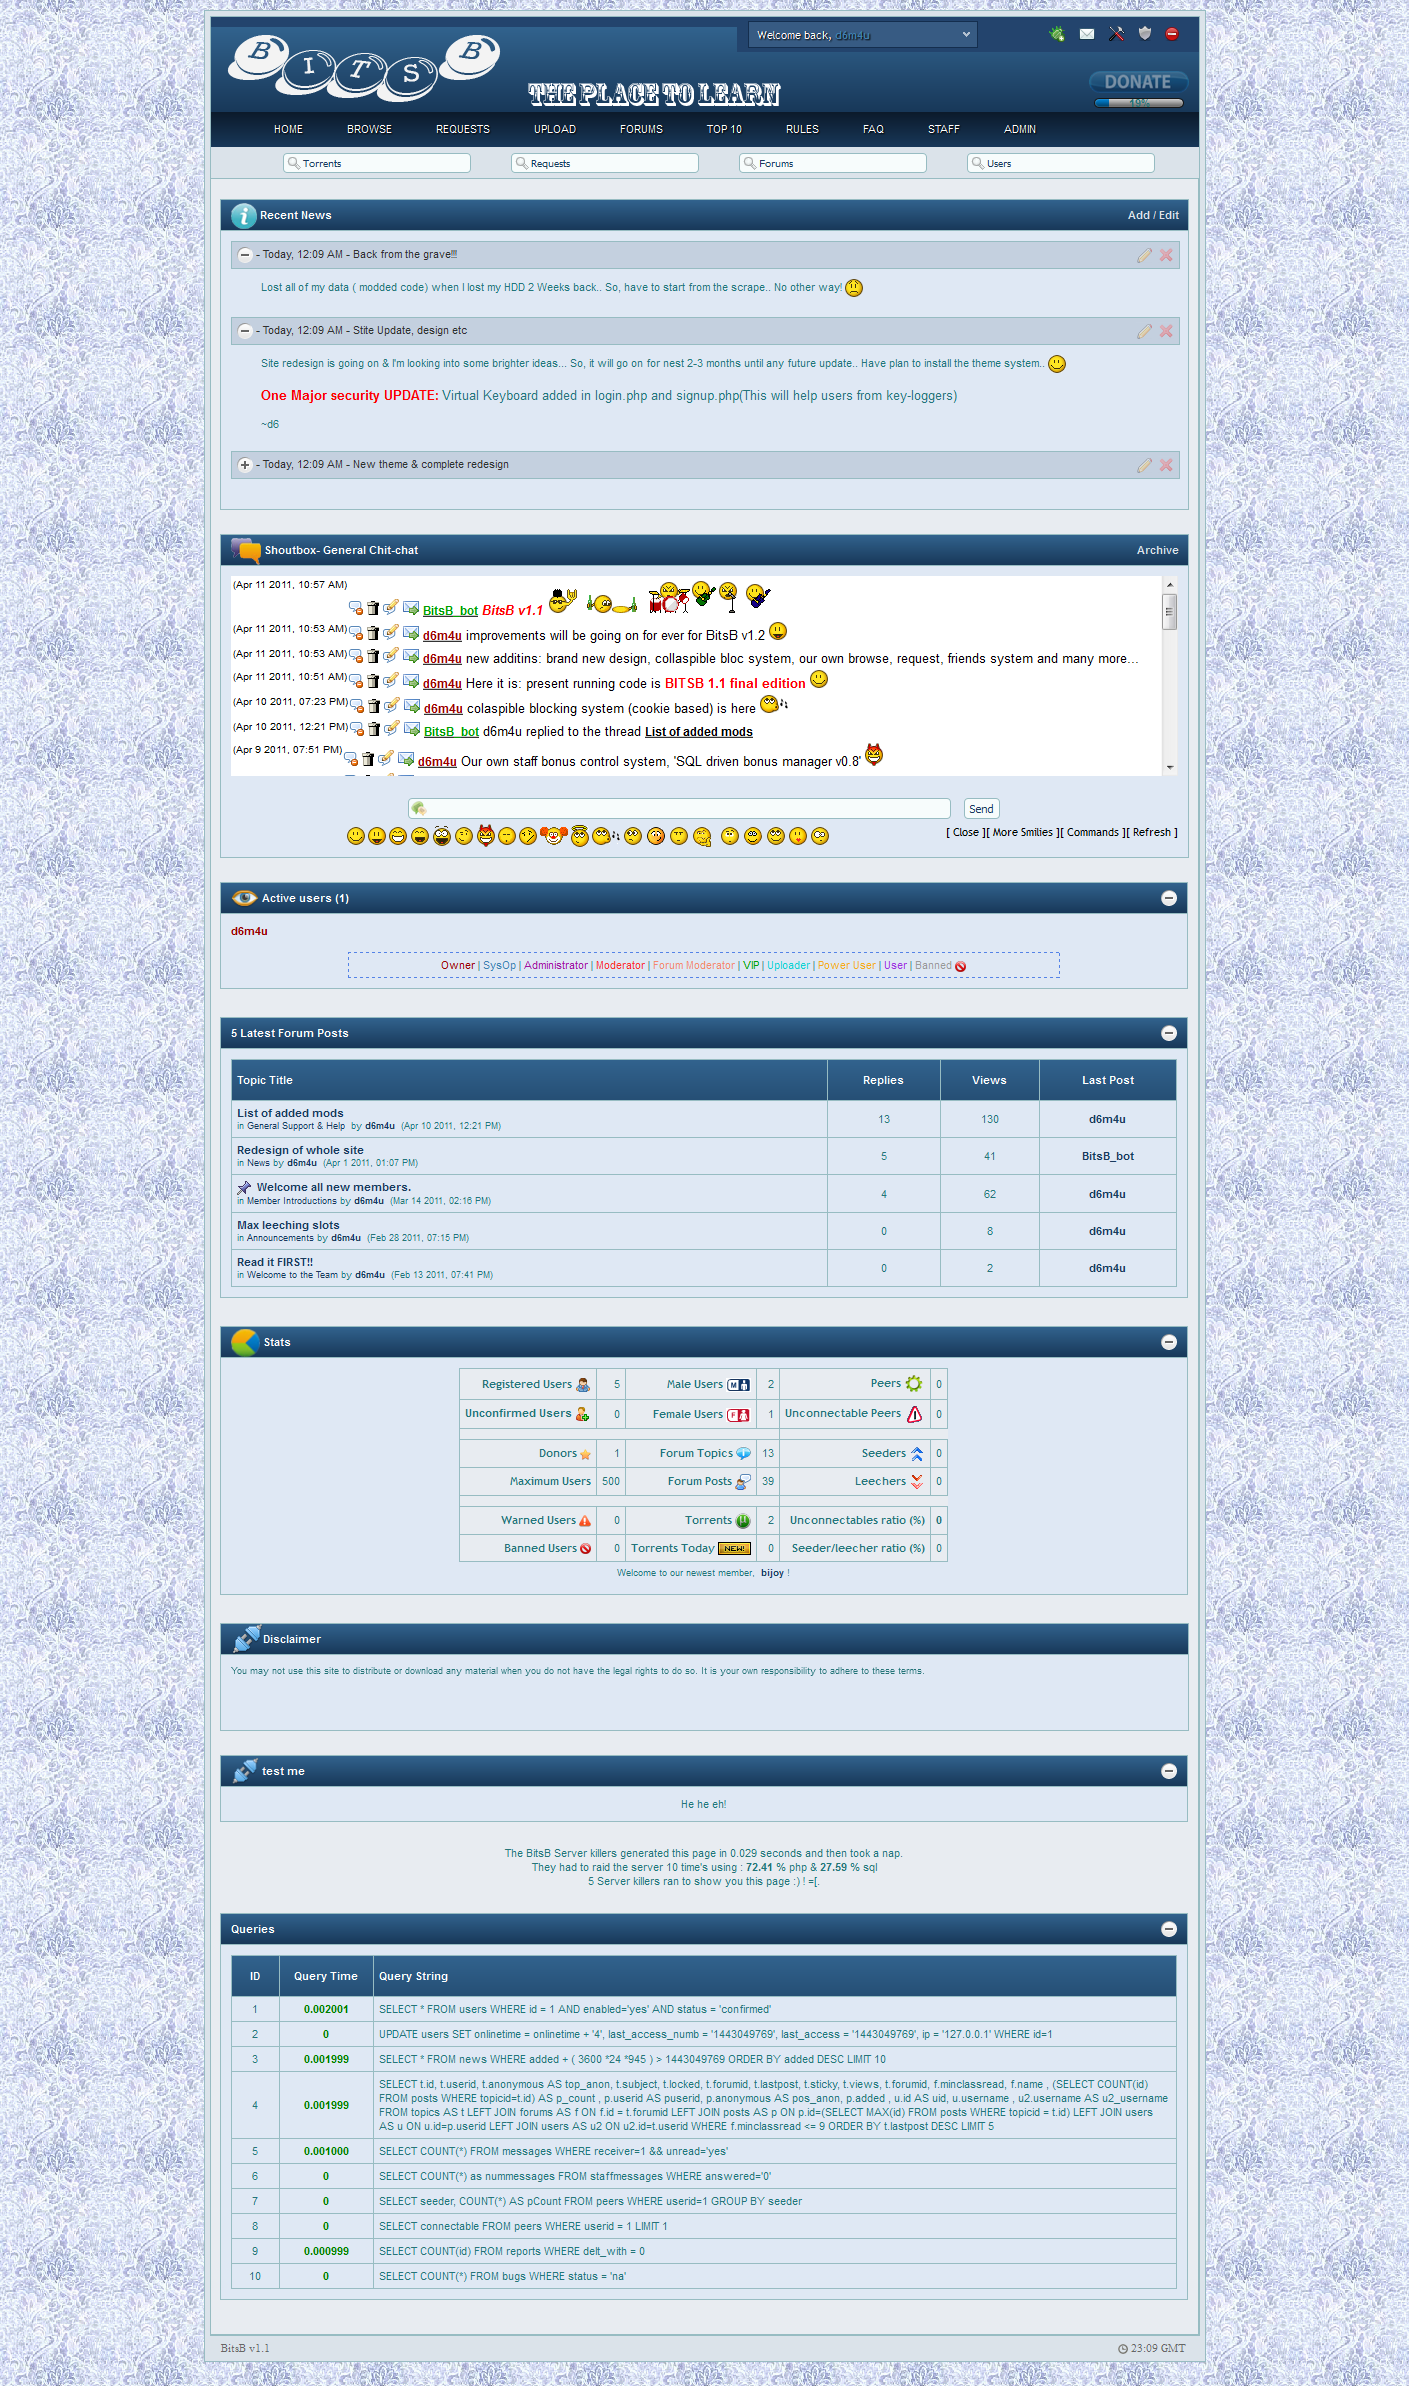 BITSB
THE PLACE TO LEARN
Welcome back, d6m4u
DONATE
19%
HOME BROWSE REQUESTS UPLOAD FORUMS TOP 10 RULES FAQ STAFF ADMIN
Torrents Requests Forums Users
Recent News Add / Edit
- Today, 12:09 AM - Back from the grave!!!
Lost all of my data ( modded code) when I lost my HDD 2 Weeks back.. So, have to start from the scrape.. No other way!
- Today, 12:09 AM - Stite Update, design etc
Site redesign is going on & I'm looking into some brighter ideas... So, it will go on for nest 2-3 months until any future update.. Have plan to install the theme system..
One Major security UPDATE: Virtual Keyboard added in login.php and signup.php(This will help users from key-loggers)
~d6
- Today, 12:09 AM - New theme & complete redesign
Shoutbox- General Chit-chat Archive
(Apr 11 2011, 10:57 AM) BitsB_bot BitsB v1.1
(Apr 11 2011, 10:53 AM) d6m4u improvements will be going on for ever for BitsB v1.2
(Apr 11 2011, 10:53 AM) d6m4u new additins: brand new design, collaspible bloc system, our own browse, request, friends system and many more...
(Apr 11 2011, 10:51 AM) d6m4u Here it is: present running code is BITSB 1.1 final edition
(Apr 10 2011, 07:23 PM) d6m4u colaspible blocking system (cookie based) is here
(Apr 10 2011, 12:21 PM) BitsB_bot d6m4u replied to the thread List of added mods
(Apr 9 2011, 07:51 PM) d6m4u Our own staff bonus control system, 'SQL driven bonus manager v0.8'
Send
[ Close ][ More Smilies ][ Commands ][ Refresh ]
Active users (1)
d6m4u
Owner | SysOp | Administrator | Moderator | Forum Moderator | VIP | Uploader | Power User | User | Banned
5 Latest Forum Posts
Topic Title Replies Views Last Post
List of added mods 13 130 d6m4u
in General Support & Help by d6m4u (Apr 10 2011, 12:21 PM)
Redesign of whole site 5 41 BitsB_bot
in News by d6m4u (Apr 1 2011, 01:07 PM)
Welcome all new members. 4 62 d6m4u
in Member Introductions by d6m4u (Mar 14 2011, 02:16 PM)
Max leeching slots 0 8 d6m4u
in Announcements by d6m4u (Feb 28 2011, 07:15 PM)
Read it FIRST!! 0 2 d6m4u
in Welcome to the Team by d6m4u (Feb 13 2011, 07:41 PM)
Stats
Registered Users 5 Male Users M 2 Peers 0
Unconfirmed Users 0 Female Users F 1 Unconnectable Peers 0
Donors 1 Forum Topics 13 Seeders 0
Maximum Users 500 Forum Posts 39 Leechers 0
Warned Users 0 Torrents 2 Unconnectables ratio (%) 0
Banned Users 0 Torrents Today NEW! 0 Seeder/leecher ratio (%) 0
Welcome to our newest member, bijoy !
Disclaimer
You may not use this site to distribute or download any material when you do not have the legal rights to do so. It is your own responsibility to adhere to these terms.
test me
He he eh!
The BitsB Server killers generated this page in 0.029 seconds and then took a nap.
They had to raid the server 10 time's using : 72.41 % php & 27.59 % sql
5 Server killers ran to show you this page :) ! =[.
Queries
ID Query Time Query String
1 0.002001 SELECT * FROM users WHERE id = 1 AND enabled='yes' AND status = 'confirmed'
2 0 UPDATE users SET onlinetime = onlinetime + '4', last_access_numb = '1443049769', last_access = '1443049769', ip = '127.0.0.1' WHERE id=1
3 0.001999 SELECT * FROM news WHERE added + ( 3600 *24 *945 ) > 1443049769 ORDER BY added DESC LIMIT 10
SELECT t.id, t.userid, t.anonymous AS top_anon, t.subject, t.locked, t.forumid, t.lastpost, t.sticky, t.views, t.forumid, f.minclassread, f.name , (SELECT COUNT(id)
FROM posts WHERE topicid=t.id) AS p_count , p.userid AS puserid, p.anonymous AS pos_anon, p.added , u.id AS uid, u.username , u2.username AS u2_username
4 0.001999 FROM topics AS t LEFT JOIN forums AS f ON f.id = t.forumid LEFT JOIN posts AS p ON p.id=(SELECT MAX(id) FROM posts WHERE topicid = t.id) LEFT JOIN users
AS u ON u.id=p.userid LEFT JOIN users AS u2 ON u2.id=t.userid WHERE f.minclassread <= 9 ORDER BY t.lastpost DESC LIMIT 5
5 0.001000 SELECT COUNT(*) FROM messages WHERE receiver=1 && unread='yes'
6 0 SELECT COUNT(*) as nummessages FROM staffmessages WHERE answered='0'
7 0 SELECT seeder, COUNT(*) AS pCount FROM peers WHERE userid=1 GROUP BY seeder
8 0 SELECT connectable FROM peers WHERE userid = 1 LIMIT 1
9 0.000999 SELECT COUNT(id) FROM reports WHERE delt_with = 0
10 0 SELECT COUNT(*) FROM bugs WHERE status = 'na'
BitsB v1.1 23:09 GMT